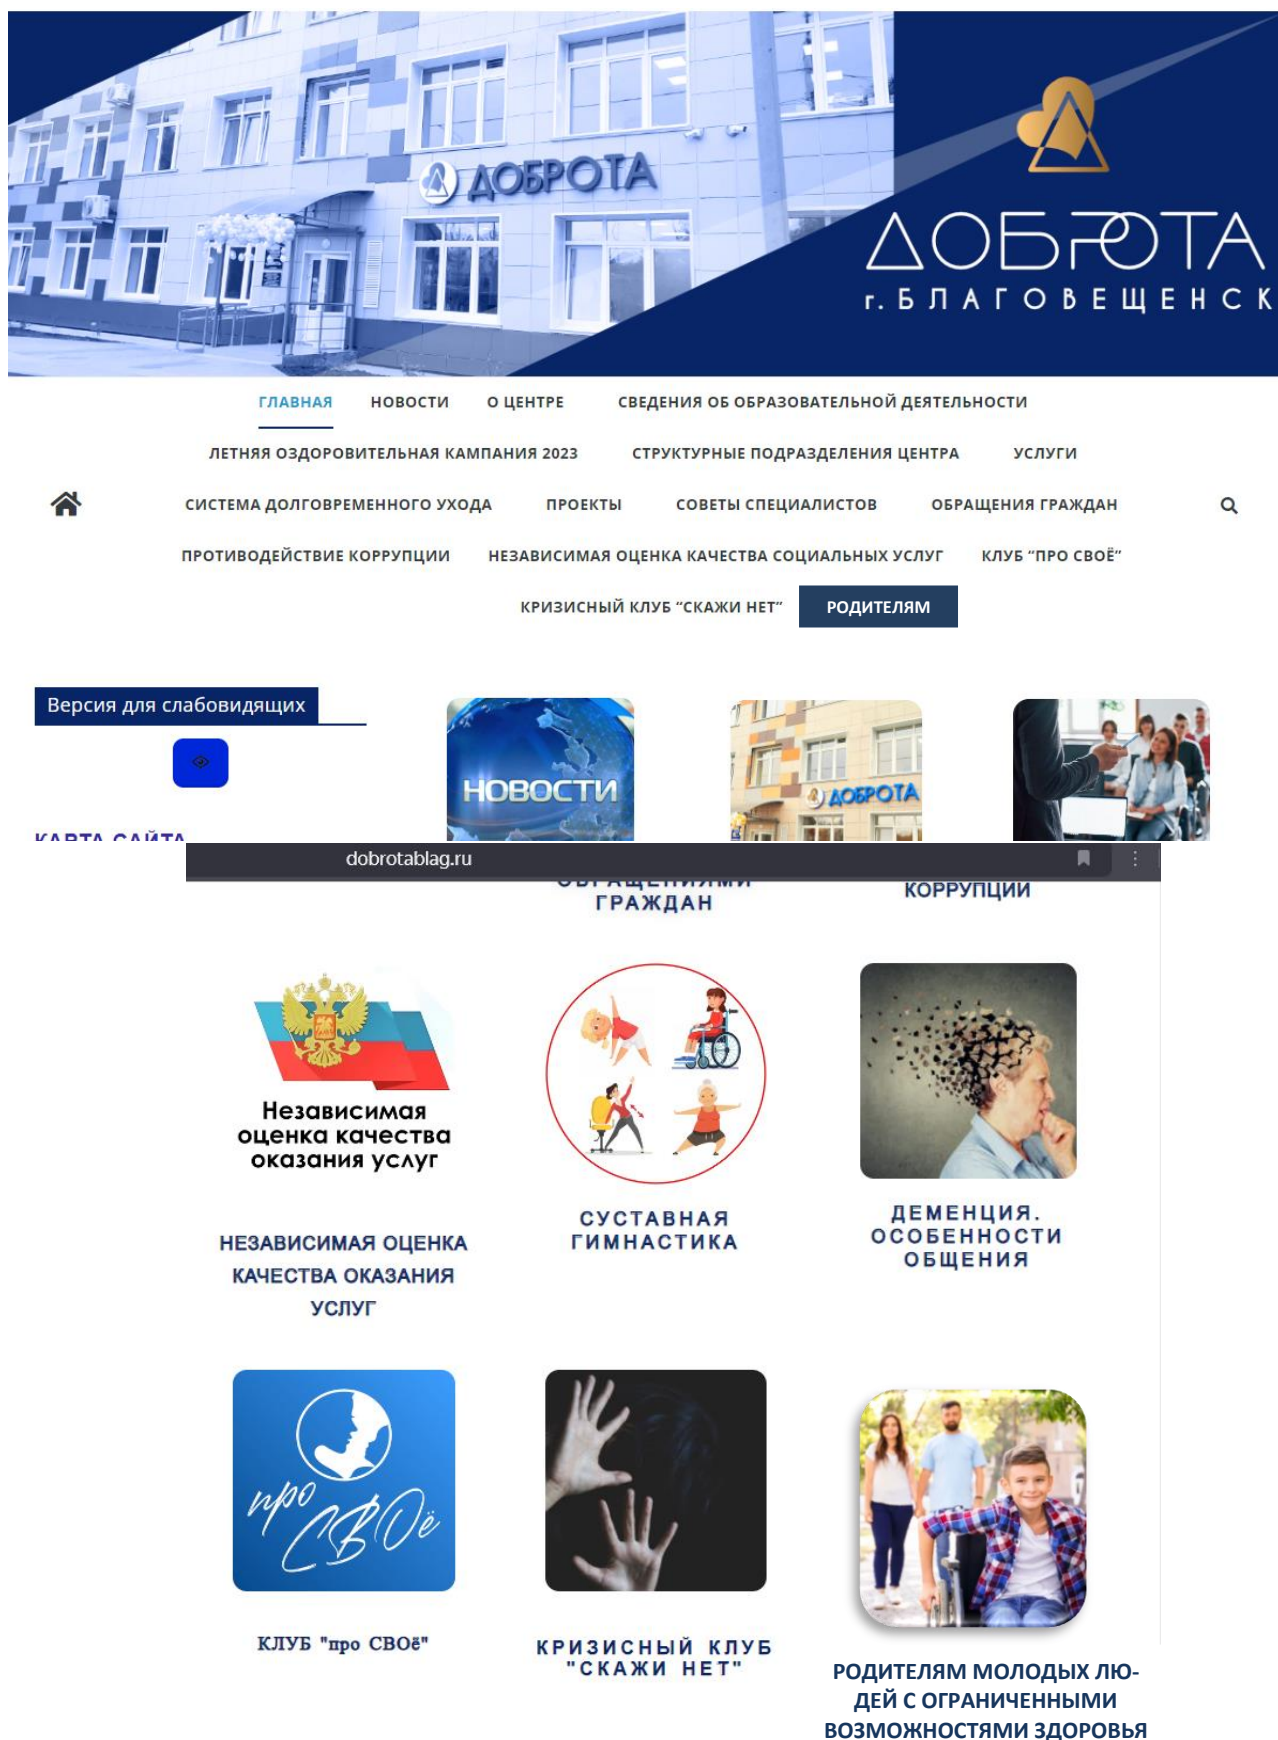 ДОБРОТА
ДОБРОТА
г. БЛАГОВЕЩЕНСК
ГЛАВНАЯ НОВОСТИ О ЦЕНТРЕ СВЕДЕНИЯ ОБ ОБРАЗОВАТЕЛЬНОЙ ДЕЯТЕЛЬНОСТИ
ЛЕТНЯЯ ОЗДОРОВИТЕЛЬНАЯ КАМПАНИЯ 2023 СТРУКТУРНЫЕ ПОДРАЗДЕЛЕНИЯ ЦЕНТРА УСЛУГИ
СИСТЕМА ДОЛГОВРЕМЕННОГО УХОДА ПРОЕКТЫ СОВЕТЫ СПЕЦИАЛИСТОВ ОБРАЩЕНИЯ ГРАЖДАН
ПРОТИВОДЕЙСТВИЕ КОРРУПЦИИ НЕЗАВИСИМАЯ ОЦЕНКА КАЧЕСТВА СОЦИАЛЬНЫХ УСЛУГ КЛУБ “ПРО СВОЁ”
КРИЗИСНЫЙ КЛУБ “СКАЖИ НЕТ” РОДИТЕЛЯМ
Версия для слабовидящих
НОВОСТИ
ДОБРОТА
КАРТА САЙТА
dobrotablag.ru
ОБРАЩЕНИЯМИ
ГРАЖДАН
КОРРУПЦИИ
Независимая
оценка качества
оказания услуг
НЕЗАВИСИМАЯ ОЦЕНКА
КАЧЕСТВА ОКАЗАНИЯ
УСЛУГ
СУСТАВНАЯ
ГИМНАСТИКА
ДЕМЕНЦИЯ.
ОСОБЕННОСТИ
ОБЩЕНИЯ
про
СВОё
КЛУБ "про СВОё"
КРИЗИСНЫЙ КЛУБ
"СКАЖИ НЕТ"
РОДИТЕЛЯМ МОЛОДЫХ ЛЮ-
ДЕЙ С ОГРАНИЧЕННЫМИ
ВОЗМОЖНОСТЯМИ ЗДОРОВЬЯ